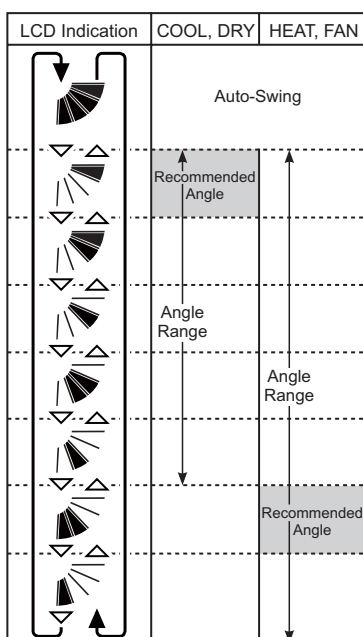 LCD Indication COOL, DRY HEAT, FAN
Auto-Swing
Recommended
Angle
Angle
Range
Angle
Range
Recommended
Angle